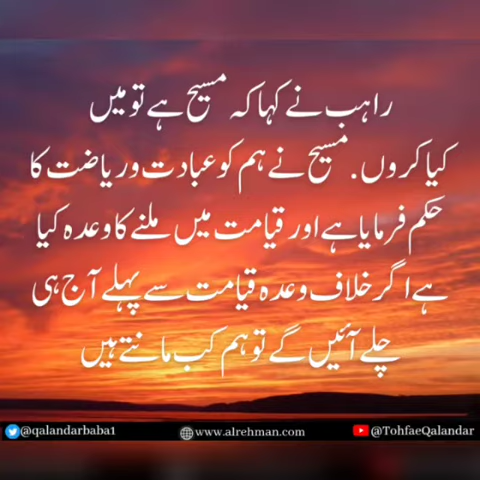 راہب نے کہا کہ مسیح ہے تو میں
کیا کروں. مسیح نے ہم کو عبادت و ریاضت کا
حکم فرمایا ہے اور قیامت میں ملنے کا وعدہ کیا
ہے اگر خلاف وعدہ قیامت سے پہلے آج ہی
چلے آئیں گے تو ہم کب مانتے ہیں
@qalandarbaba1 www.alrehman.com @TohfaeQalandar